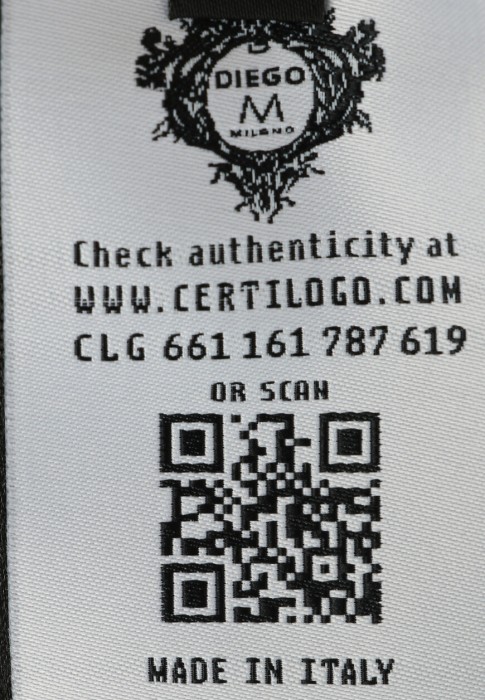 DIEGO
M
MILANO
Check authenticity at
WWW.CERTILOGO.COM
CLG 661 161 787 619
OR SCAN
MADE IN ITALY